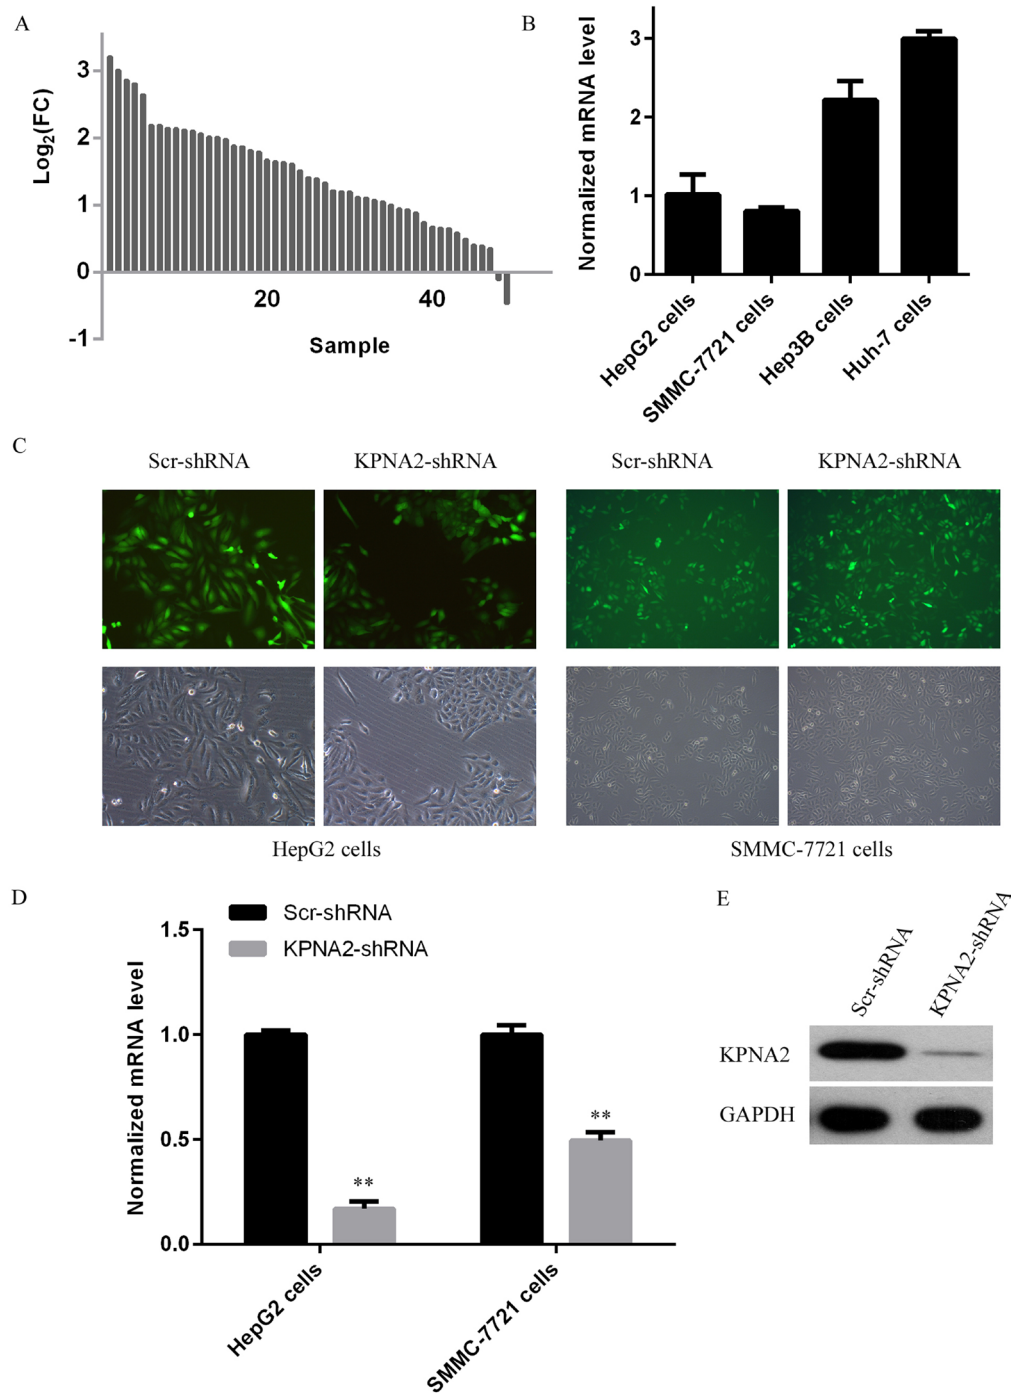 A
Log2(FC)
3
2
1
0
-1
20
40
Sample
B
Normalized mRNA level
3
2
1
0
HepG2 cells
SMMC-7721 cells
Hep3B cells
Huh-7 cells
C
Scr-shRNA
KPNA2-shRNA
Scr-shRNA
KPNA2-shRNA
HepG2 cells
SMMC-7721 cells
D
Scr-shRNA
KPNA2-shRNA
Normalized mRNA level
1.5
1.0
0.5
0.0
**
**
HepG2 cells
SMMC-7721 cells
E
Scr-shRNA
KPNA2-shRNA
KPNA2
GAPDH